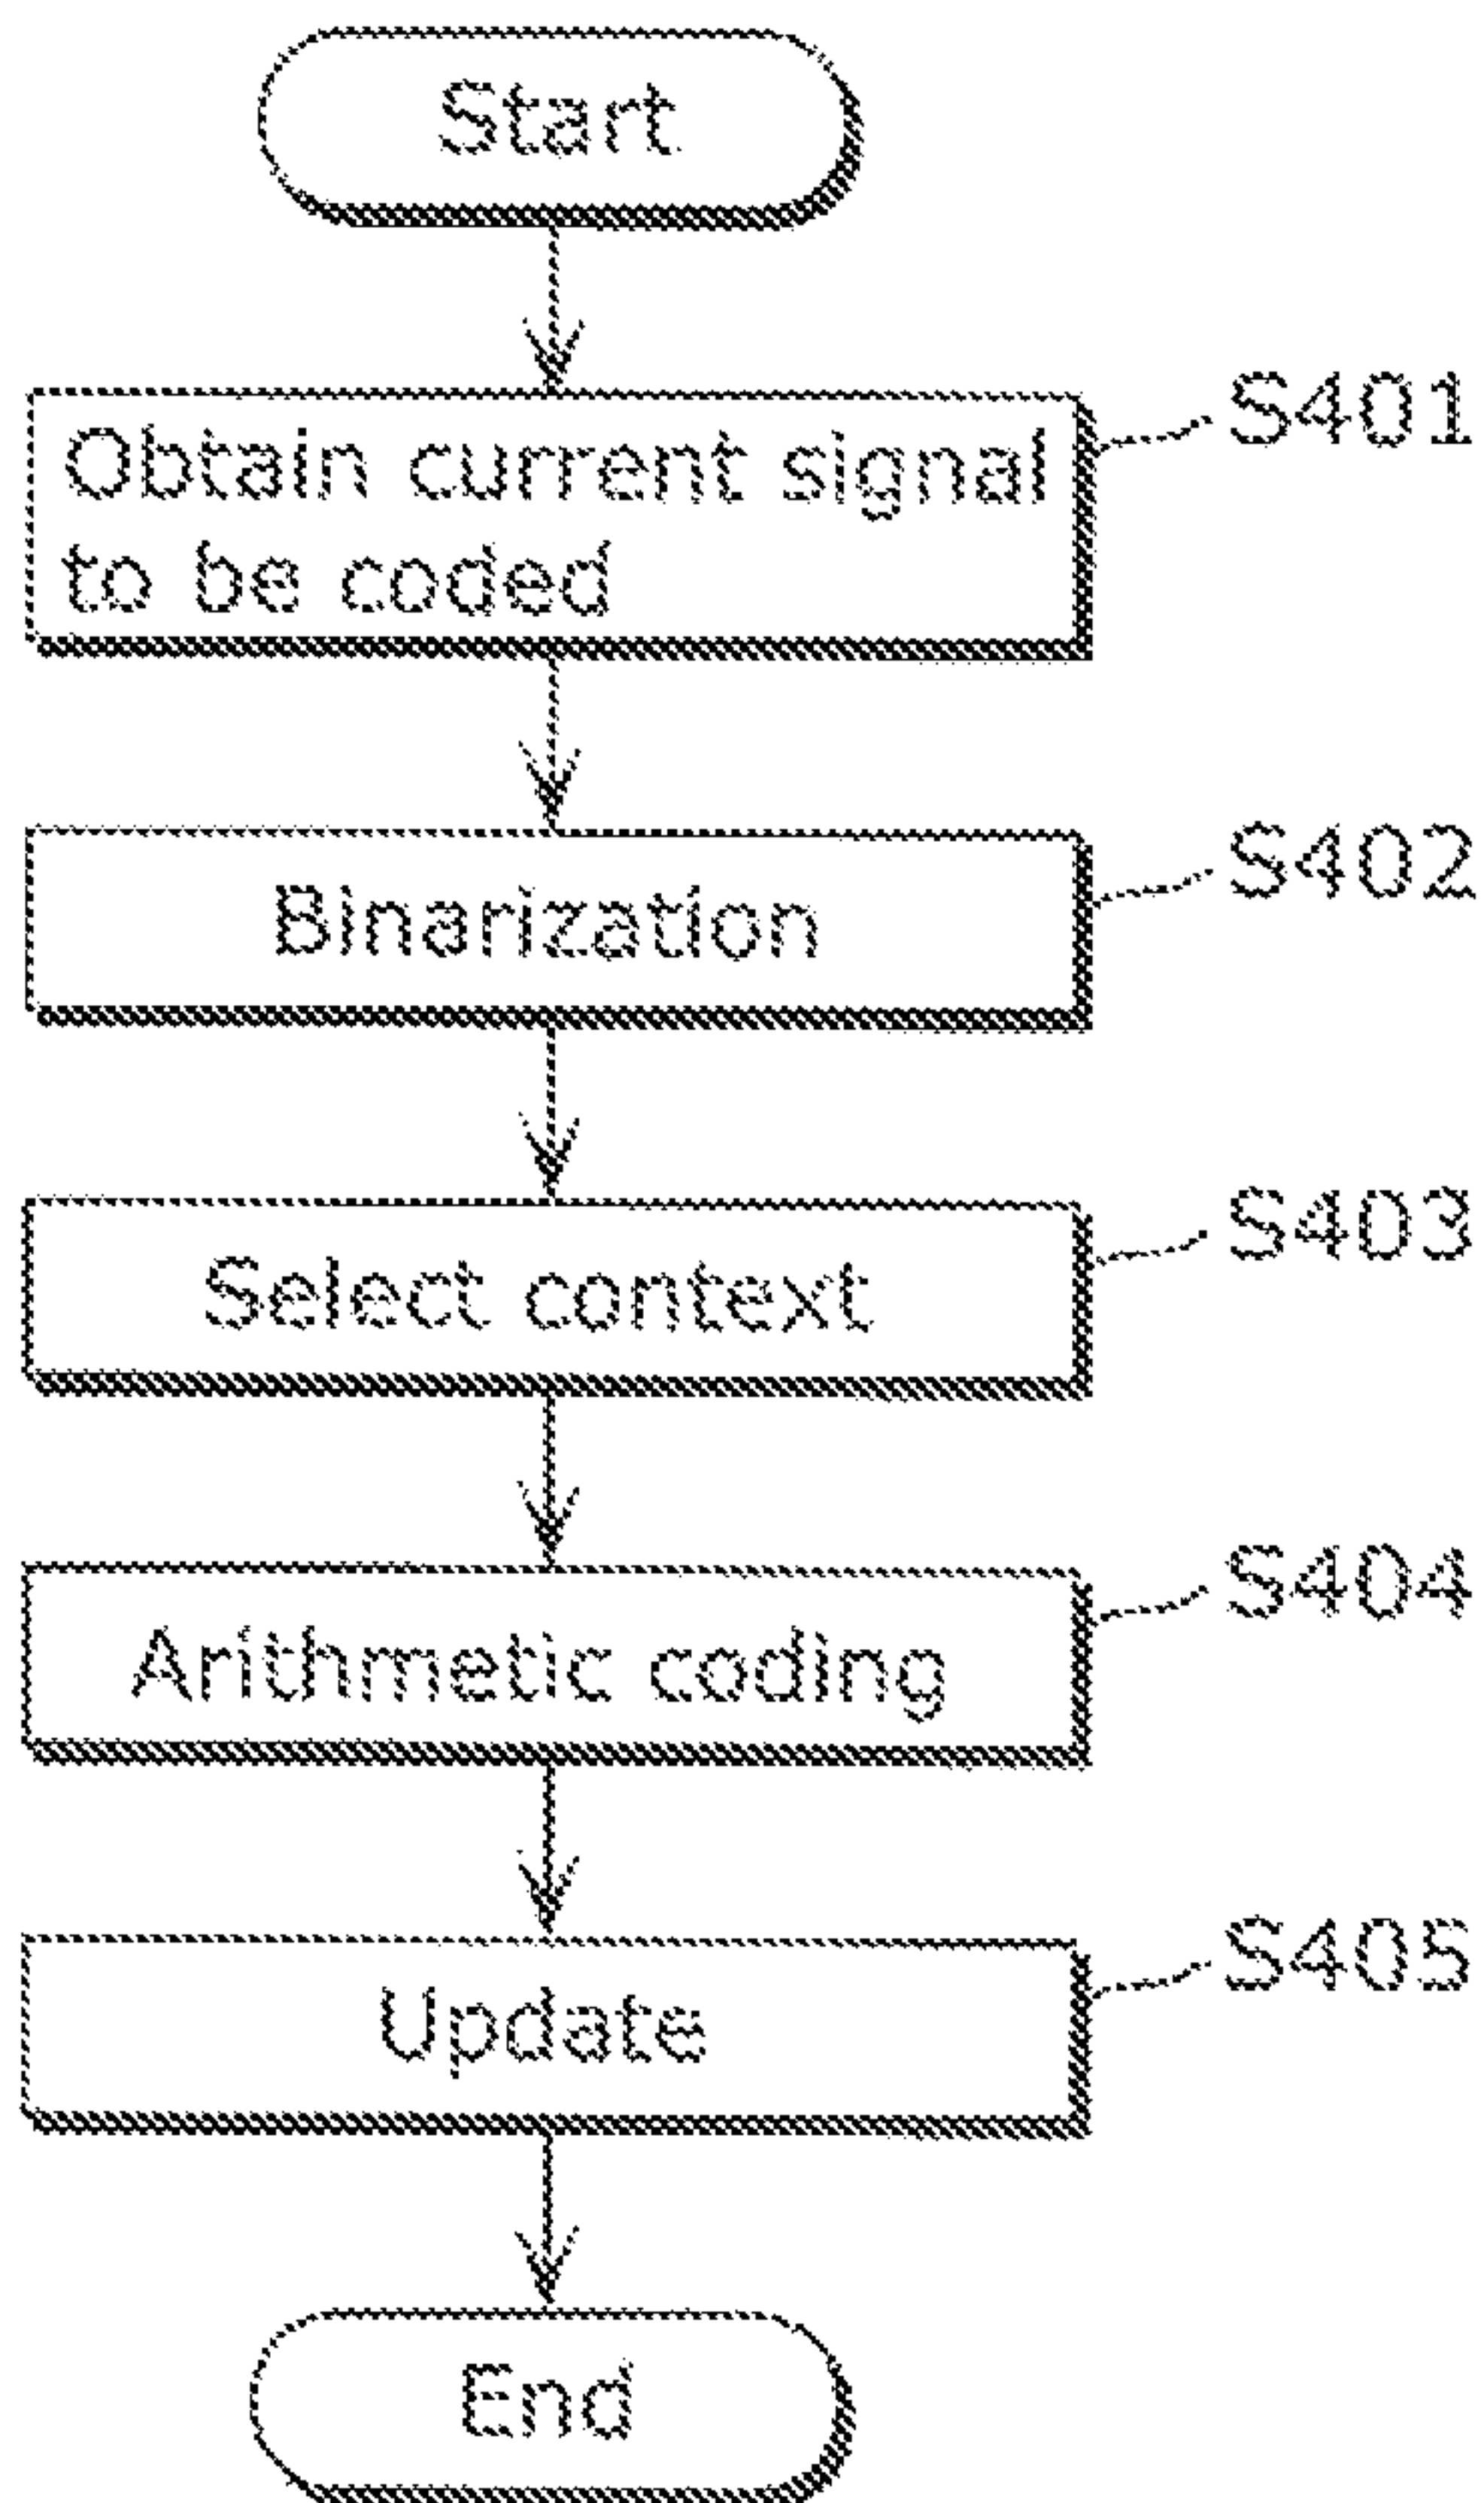 Start
S401
Obtain current signal
to be coded
S402
Binarization
S403
Select context
S404
Arithmetic coding
S405
Update
End